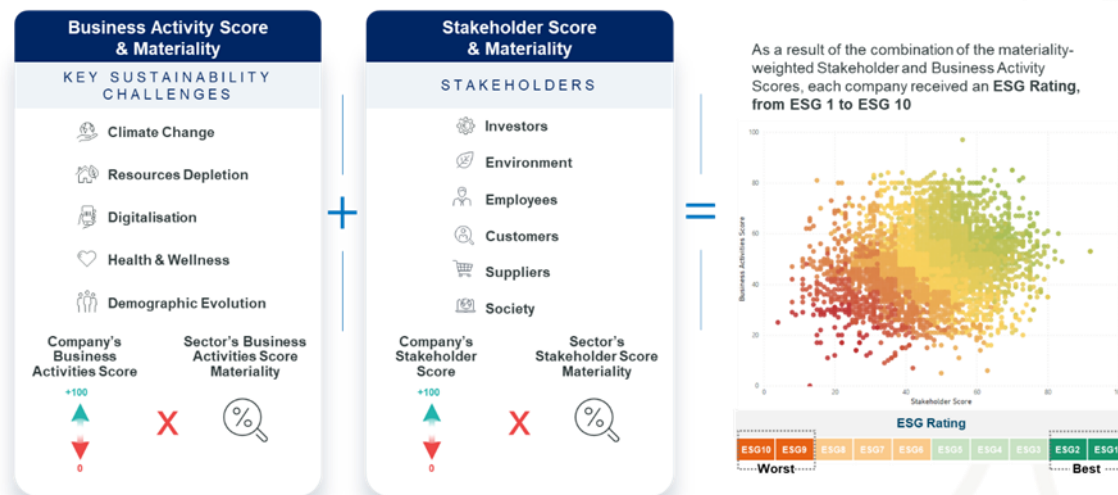 Business Activity Score
& Materiality
KEY SUSTAINABILITY
CHALLENGES
Climate Change
Resources Depletion
Digitalisation
Health & Wellness
Demographic Evolution
Company's
Business
Activities Score
+100
0
X
Sector's Business
Activities Score
Materiality
%
+
Stakeholder Score
& Materiality
STAKEHOLDERS
Investors
Environment
Employees
Customers
Suppliers
Society
Company's
Stakeholder
Score
+100
0
X
Sector's
Stakeholder Score
Materiality
%
=
As a result of the combination of the materiality-
weighted Stakeholder and Business Activity
Scores, each company received an ESG Rating,
from ESG 1 to ESG 10
Business Activities Score
100
80
60
40
20
0
0 20 40 60 80
Stakeholder Score
ESG Rating
ESG10 ESG9 ESG8 ESG7 ESG6 ESG5 ESG4 ESG3 ESG2 ESG1
Worst Best